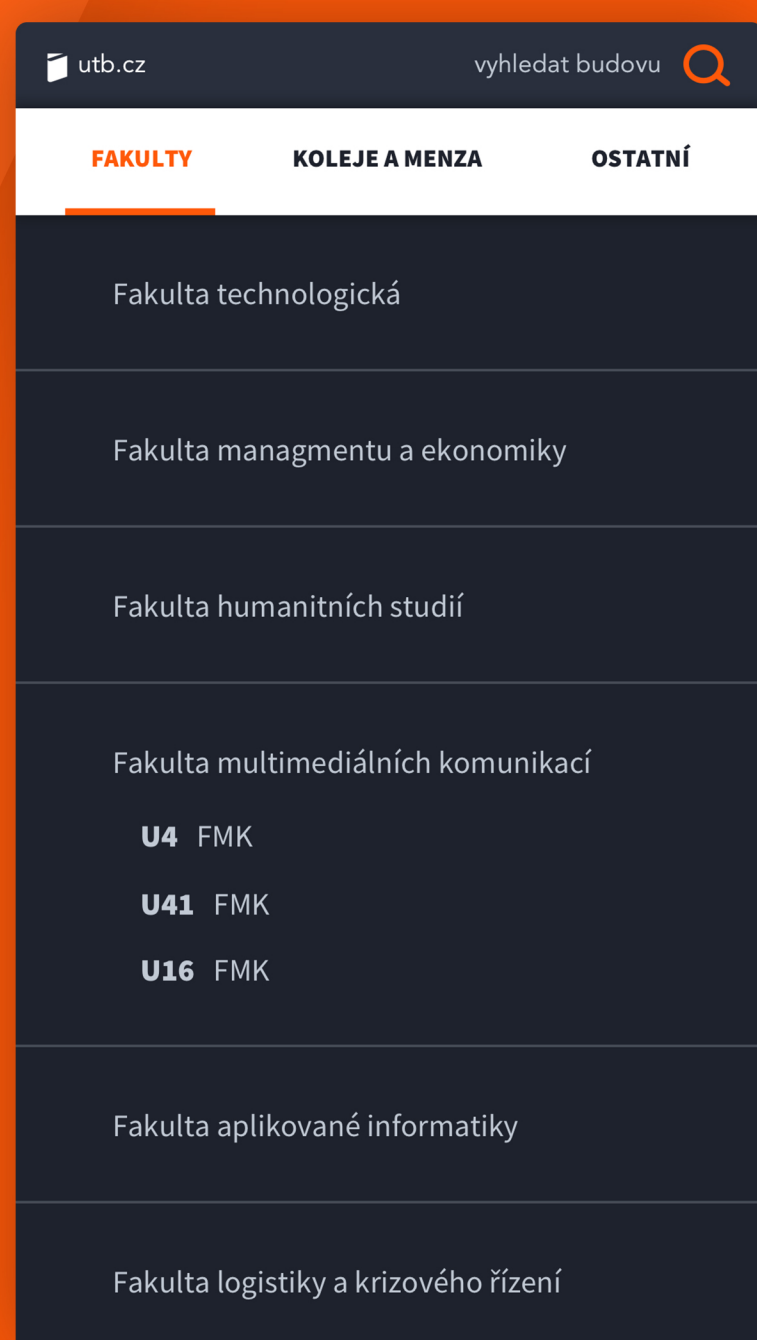 utb.cz
vyhledat budovu
FAKULTY
KOLEJE A MENZA
OSTATNÍ
Fakulta technologická
Fakulta managmentu a ekonomiky
Fakulta humanitních studií
Fakulta multimediálních komunikací
U4 FMK
U41 FMK
U16 FMK
Fakulta aplikované informatiky
Fakulta logistiky a krizového řízení